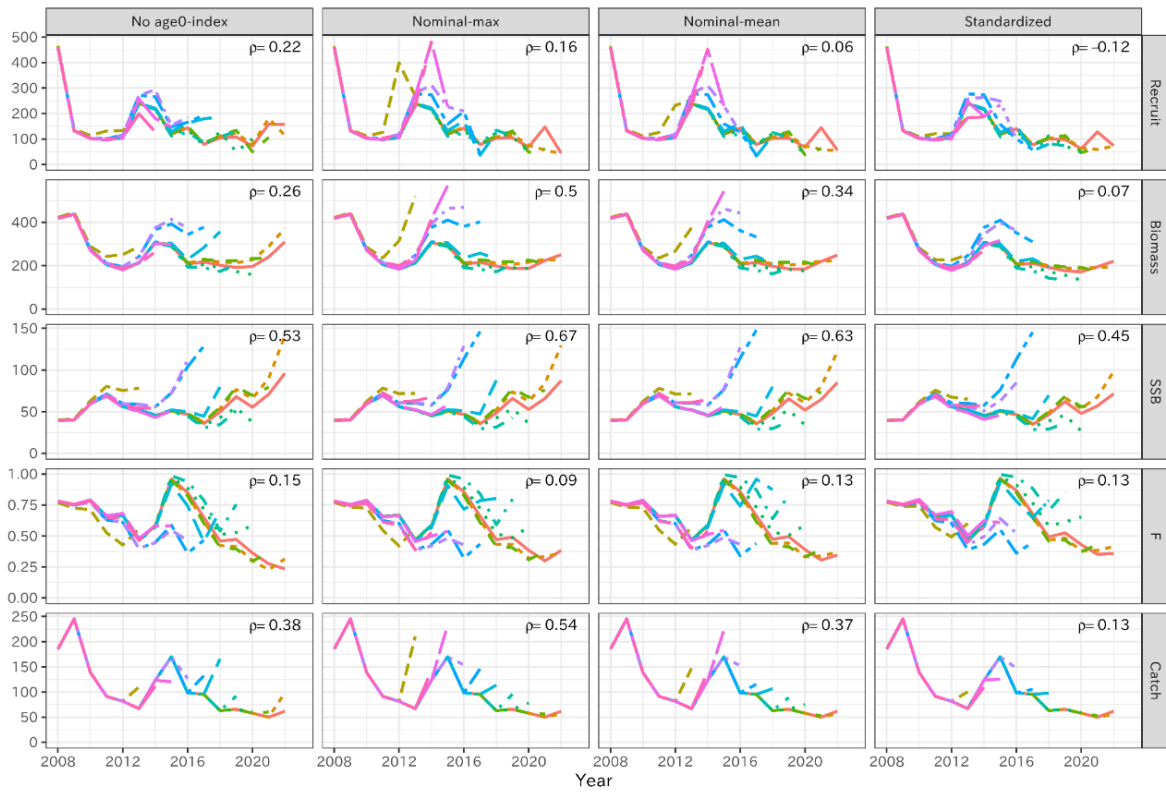 No age0-index Nominal-max Nominal-mean Standardized
500
400
300
200
100
0
ρ= 0.22 ρ= 0.16 ρ= 0.06 ρ= -0.12
Recruit
400
200
0
ρ= 0.26 ρ= 0.5 ρ= 0.34 ρ= 0.07
Biomass
150
100
50
0
ρ= 0.53 ρ= 0.67 ρ= 0.63 ρ= 0.45
SSB
1.00
0.75
0.50
0.25
0.00
ρ= 0.15 ρ= 0.09 ρ= 0.13 ρ= 0.13
F
250
200
150
100
50
0
ρ= 0.38 ρ= 0.54 ρ= 0.37 ρ= 0.13
Catch
2008 2012 2016 2020 2008 2012 2016 2020 2008 2012 2016 2020 2008 2012 2016 2020
Year